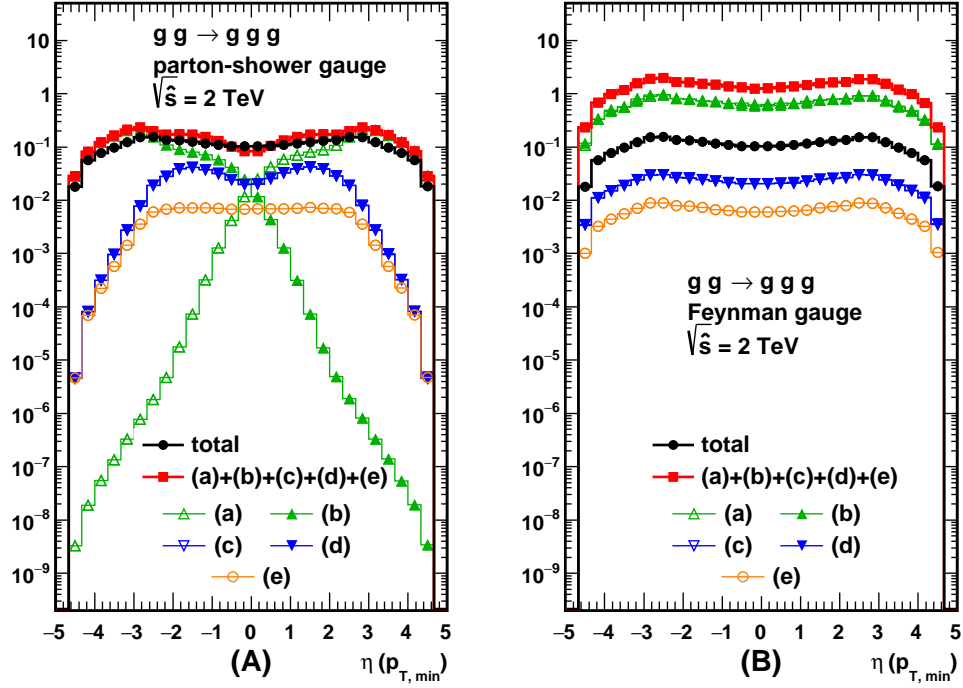 g g → g g g
parton-shower gauge
√ŝ = 2 TeV
10
1
10⁻¹
10⁻²
10⁻³
10⁻⁴
10⁻⁵
10⁻⁶
10⁻⁷
10⁻⁸
10⁻⁹
total
(a)+(b)+(c)+(d)+(e)
(a) (b)
(c) (d)
(e)
−5 −4 −3 −2 −1 0 1 2 3 4 5
(A) η (p_T, min)
g g → g g g
Feynman gauge
√ŝ = 2 TeV
10
1
10⁻¹
10⁻²
10⁻³
10⁻⁴
10⁻⁵
10⁻⁶
10⁻⁷
10⁻⁸
10⁻⁹
total
(a)+(b)+(c)+(d)+(e)
(a) (b)
(c) (d)
(e)
−5 −4 −3 −2 −1 0 1 2 3 4 5
(B) η (p_T, min)